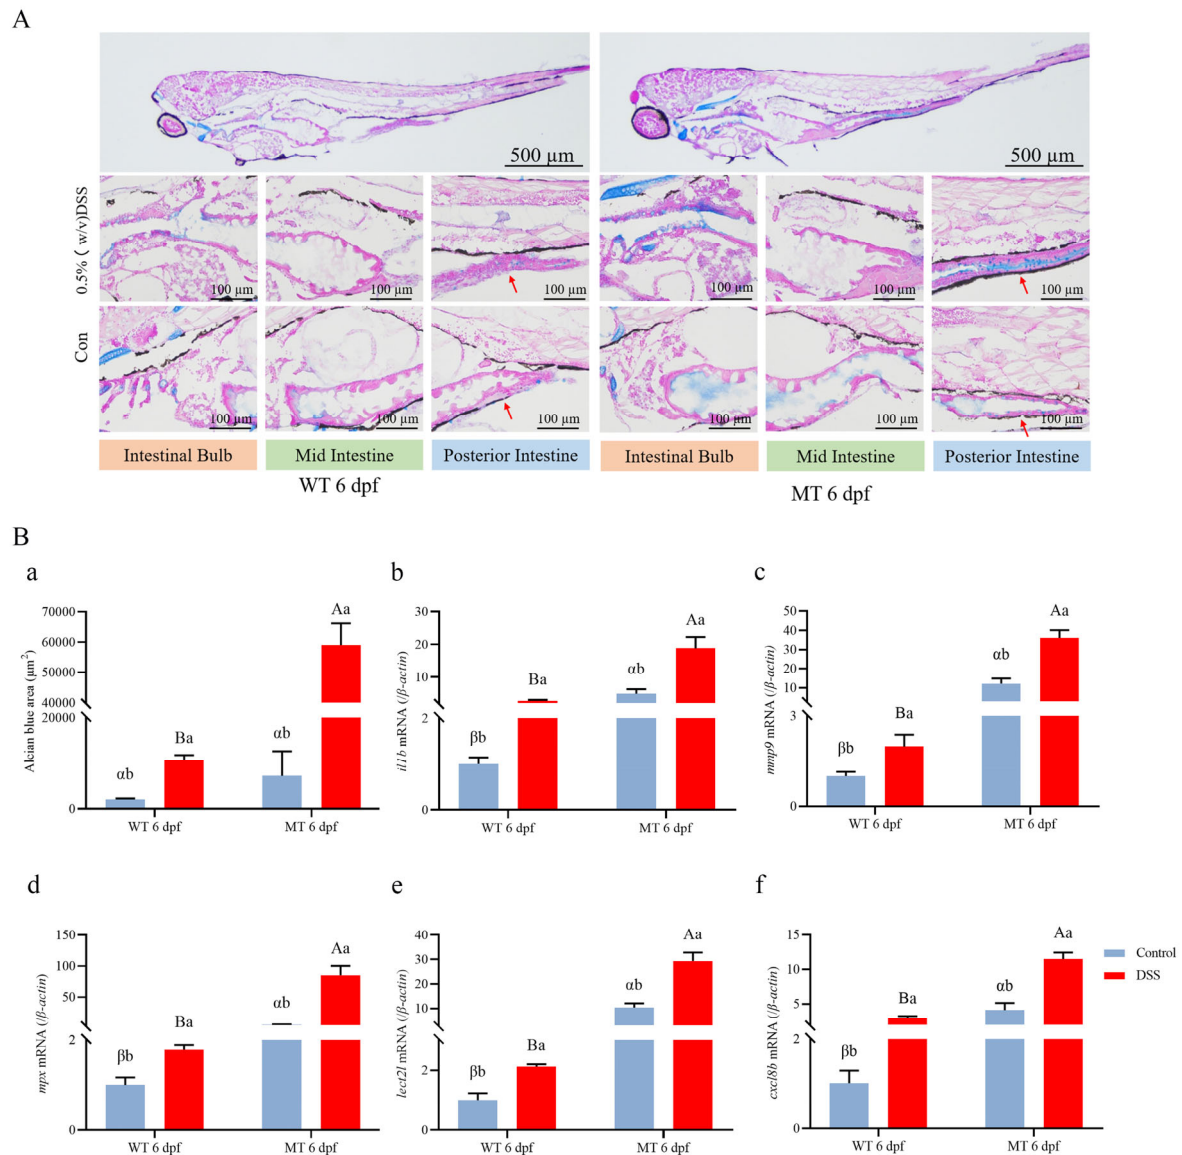 A
500 µm
500 µm
0.5% (w/v)DSS
100 µm
100 µm
100 µm
100 µm
100 µm
100 µm
Con
100 µm
100 µm
100 µm
100 µm
100 µm
100 µm
Intestinal Bulb
Mid Intestine
Posterior Intestine
Intestinal Bulb
Mid Intestine
Posterior Intestine
WT 6 dpf
MT 6 dpf
B
a
Alcian blue area (µm²)
70000
60000
50000
40000
20000
0
αb
Ba
αb
Aa
WT 6 dpf
MT 6 dpf
b
il1b mRNA (/β-actin)
30
20
10
2
0
βb
Ba
αb
Aa
WT 6 dpf
MT 6 dpf
c
mmp9 mRNA (/β-actin)
50
40
30
20
10
3
0
βb
Ba
αb
Aa
WT 6 dpf
MT 6 dpf
d
mpx mRNA (/β-actin)
150
100
50
2
0
βb
Ba
αb
Aa
WT 6 dpf
MT 6 dpf
e
lect2l mRNA (/β-actin)
40
30
20
10
2
0
βb
Ba
αb
Aa
WT 6 dpf
MT 6 dpf
f
cxcl8b mRNA (/β-actin)
15
10
5
2
0
βb
Ba
αb
Aa
WT 6 dpf
MT 6 dpf
Control
DSS